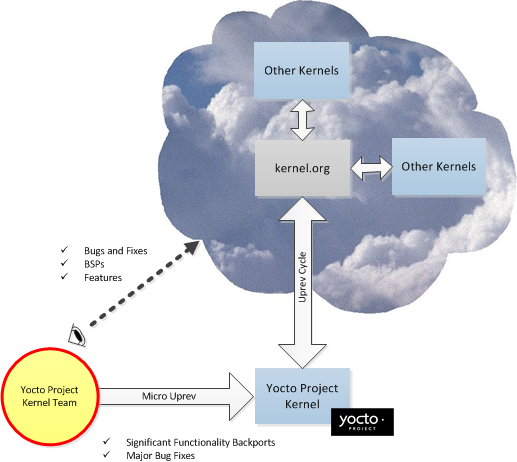 Other Kernels
kernel.org
Other Kernels
Bugs and Fixes
BSPs
Features
Uprev Cycle
Yocto Project
Kernel Team
Micro Uprev
Yocto Project
Kernel
yocto
PROJECT
Significant Functionality Backports
Major Bug Fixes